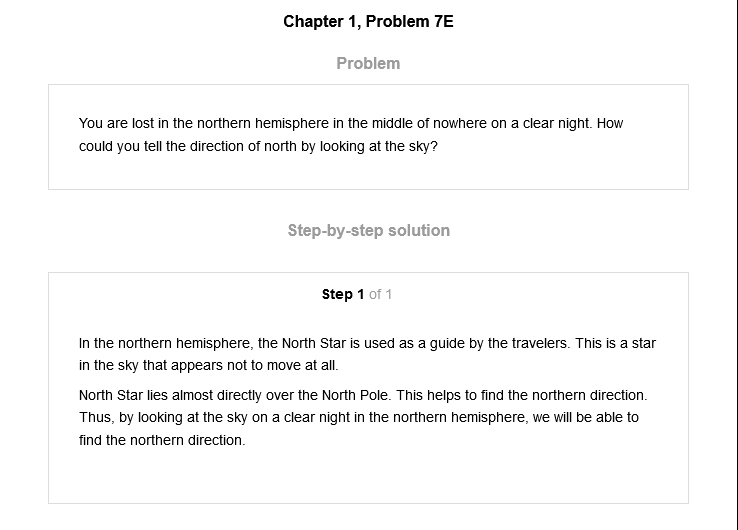 Chapter 1, Problem 7E
Problem
You are lost in the northern hemisphere in the middle of nowhere on a clear night. How
could you tell the direction of north by looking at the sky?
Step-by-step solution
Step 1 of 1
In the northern hemisphere, the North Star is used as a guide by the travelers. This is a star
in the sky that appears not to move at all.
North Star lies almost directly over the North Pole. This helps to find the northern direction.
Thus, by looking at the sky on a clear night in the northern hemisphere, we will be able to
find the northern direction.